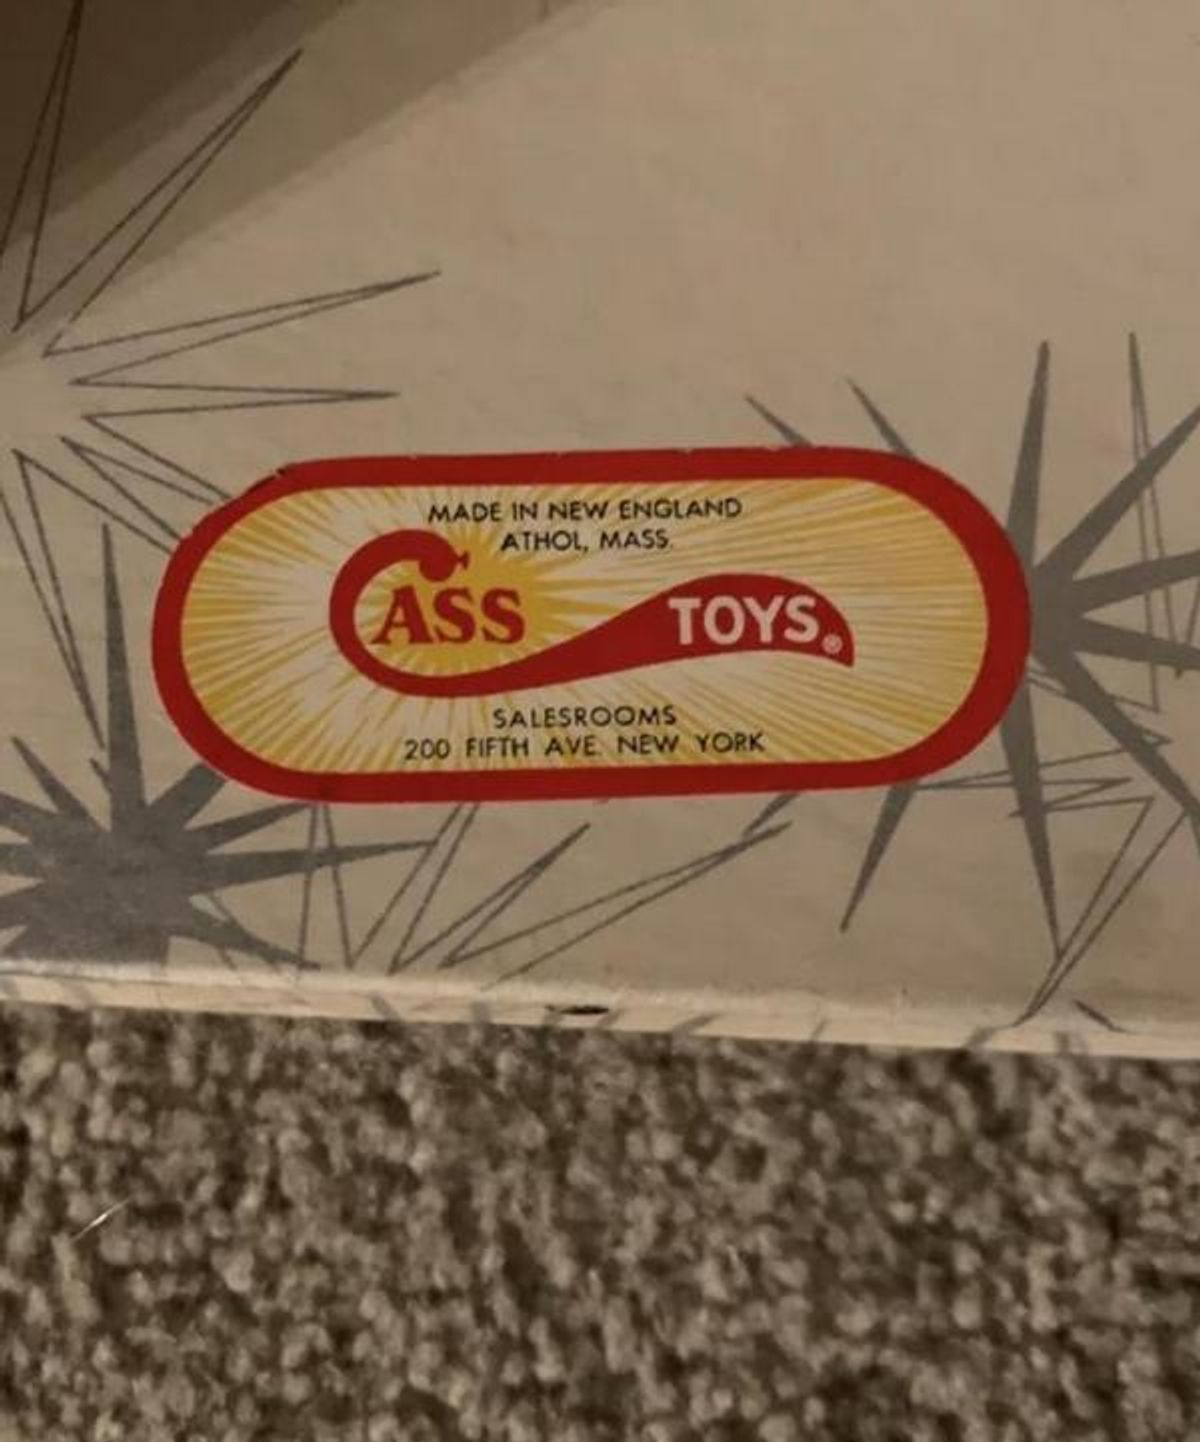 MADE IN NEW ENGLAND
ATHOL, MASS.
CASS TOYS®
SALESROOMS
200 FIFTH AVE. NEW YORK